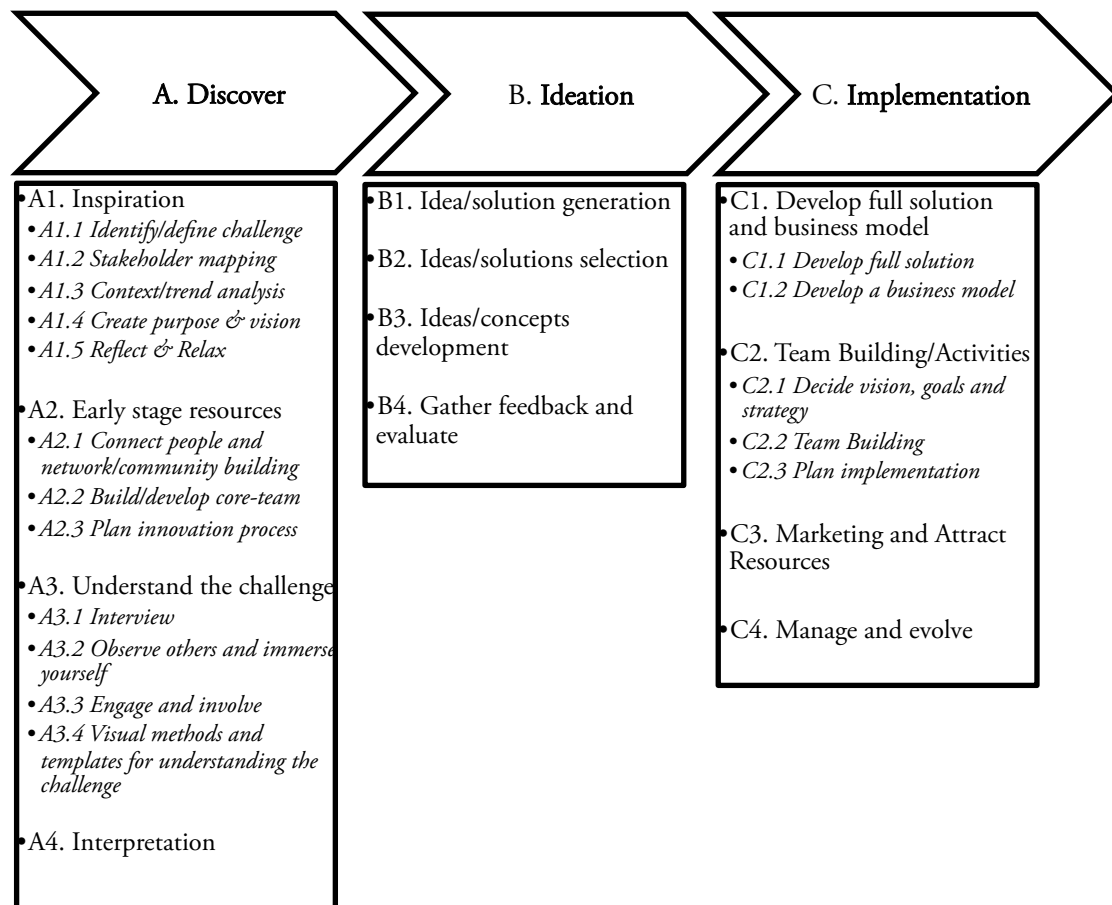 A. Discover
B. Ideation
C. Implementation
•A1. Inspiration
•A1.1 Identify/define challenge
•A1.2 Stakeholder mapping
•A1.3 Context/trend analysis
•A1.4 Create purpose & vision
•A1.5 Reflect & Relax
•A2. Early stage resources
•A2.1 Connect people and
network/community building
•A2.2 Build/develop core-team
•A2.3 Plan innovation process
•A3. Understand the challenge
•A3.1 Interview
•A3.2 Observe others and immerse
yourself
•A3.3 Engage and involve
•A3.4 Visual methods and
templates for understanding the
challenge
•A4. Interpretation
•B1. Idea/solution generation
•B2. Ideas/solutions selection
•B3. Ideas/concepts
development
•B4. Gather feedback and
evaluate
•C1. Develop full solution
and business model
•C1.1 Develop full solution
•C1.2 Develop a business model
•C2. Team Building/Activities
•C2.1 Decide vision, goals and
strategy
•C2.2 Team Building
•C2.3 Plan implementation
•C3. Marketing and Attract
Resources
•C4. Manage and evolve